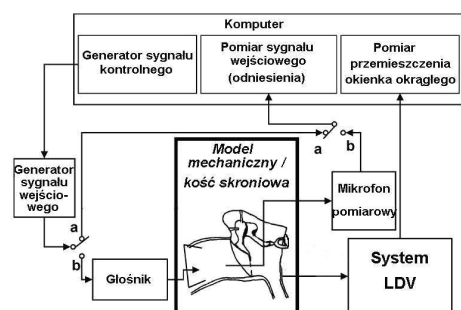 Komputer
Generator sygnału
kontrolnego
Pomiar sygnału
wejściowego
(odniesienia)
Pomiar
przemieszczenia
okienka okrągłego
a
b
Model
mechaniczny /
kość skroniowa
Generator
sygnału
wejścio-
wego
Mikrofon
pomiarowy
a
b
Głośnik
System
LDV